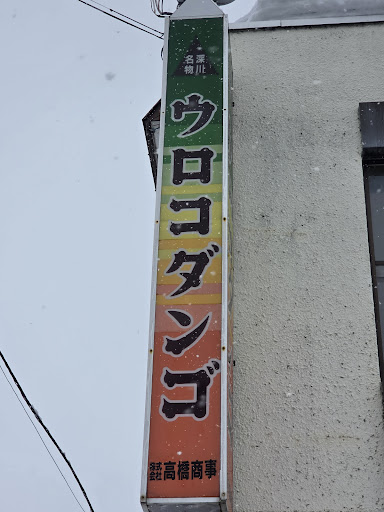 深川
名物
ウロコダンゴ
株式会社高橋商事